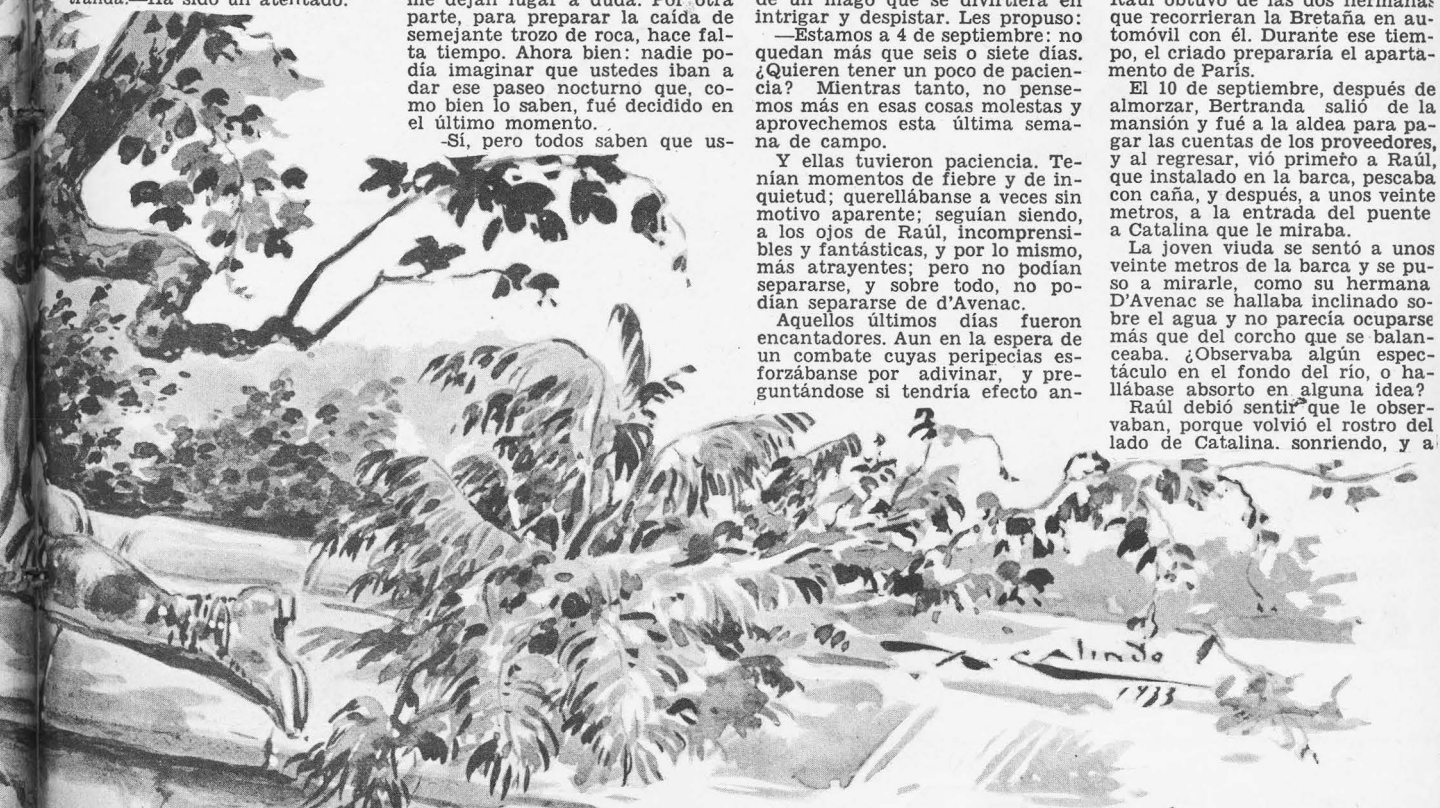 tranda.—Ha sido un atentado.
me dejan lugar a duda. Por otra
parte, para preparar la caída de
semejante trozo de roca, hace fal-
ta tiempo. Ahora bien: nadie po-
día imaginar que ustedes iban a
dar ese paseo nocturno que, co-
mo bien lo saben, fué decidido en
el último momento.
-Sí, pero todos saben que us-
de un mago que se divirtiera en
intrigar y despistar. Les propuso:
—Estamos a 4 de septiembre: no
quedan más que seis o siete días.
¿Quieren tener un poco de pacien-
cia? Mientras tanto, no pense-
mos más en esas cosas molestas y
aprovechemos esta última sema-
na de campo.
Y ellas tuvieron paciencia. Te-
nían momentos de fiebre y de in-
quietud; querellábanse a veces sin
motivo aparente; seguían siendo,
a los ojos de Raúl, incomprensi-
bles y fantásticas, y por lo mismo,
más atrayentes; pero no podían
separarse, y sobre todo, no po-
dían separarse de d'Avenac.
Aquellos últimos días fueron
encantadores. Aun en la espera de
un combate cuyas peripecias es-
forzábanse por adivinar, y pre-
guntándose si tendría efecto an-
Raúl obtuvo de las dos hermanas
que recorrieran la Bretaña en au-
tomóvil con él. Durante ese tiem-
po, el criado prepararía el aparta-
mento de París.
El 10 de septiembre, después de
almorzar, Bertranda salió de la
mansión y fué a la aldea para pa-
gar las cuentas de los proveedores,
y al regresar, vió primero a Raúl,
que instalado en la barca, pescaba
con caña, y después, a unos veinte
metros, a la entrada del puente
a Catalina que le miraba.
La joven viuda se sentó a unos
veinte metros de la barca y se pu-
so a mirarle, como su hermana
D'Avenac se hallaba inclinado so-
bre el agua y no parecía ocuparse
más que del corcho que se balan-
ceaba. ¿Observaba algún espec-
táculo en el fondo del río, o ha-
llábase absorto en alguna idea?
Raúl debió sentir que le obser-
vaban, porque volvió el rostro del
lado de Catalina. sonriendo, y a
Galindo
1933